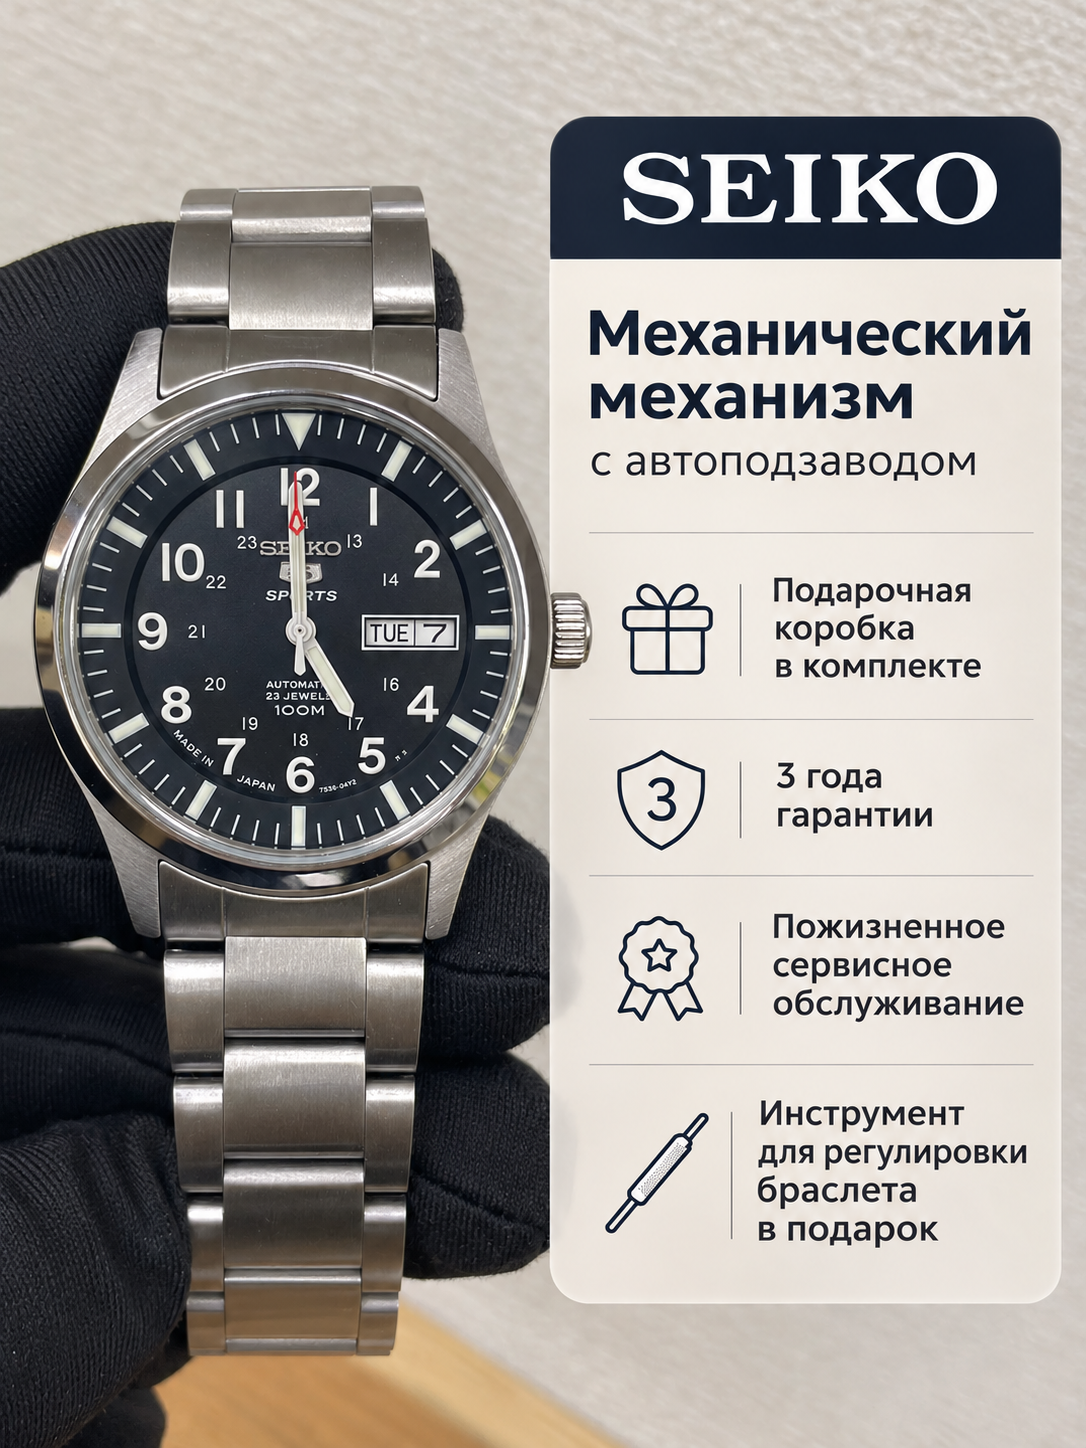 SEIKO
Механический
механизм
с автоподзаводом
Подарочная
коробка
в комплекте
3
3 года
гарантии
Пожизненное
сервисное
обслуживание
Инструмент
для регулировки
браслета
в подарок
12
11
1
23
13
SEIKO
10
22
14
2
5
SPORTS
9
21
TUE 7
20
16
8
4
AUTOMATIC
23 JEWELS
100M
19
17
18
7
5
6
MADE IN
JAPAN